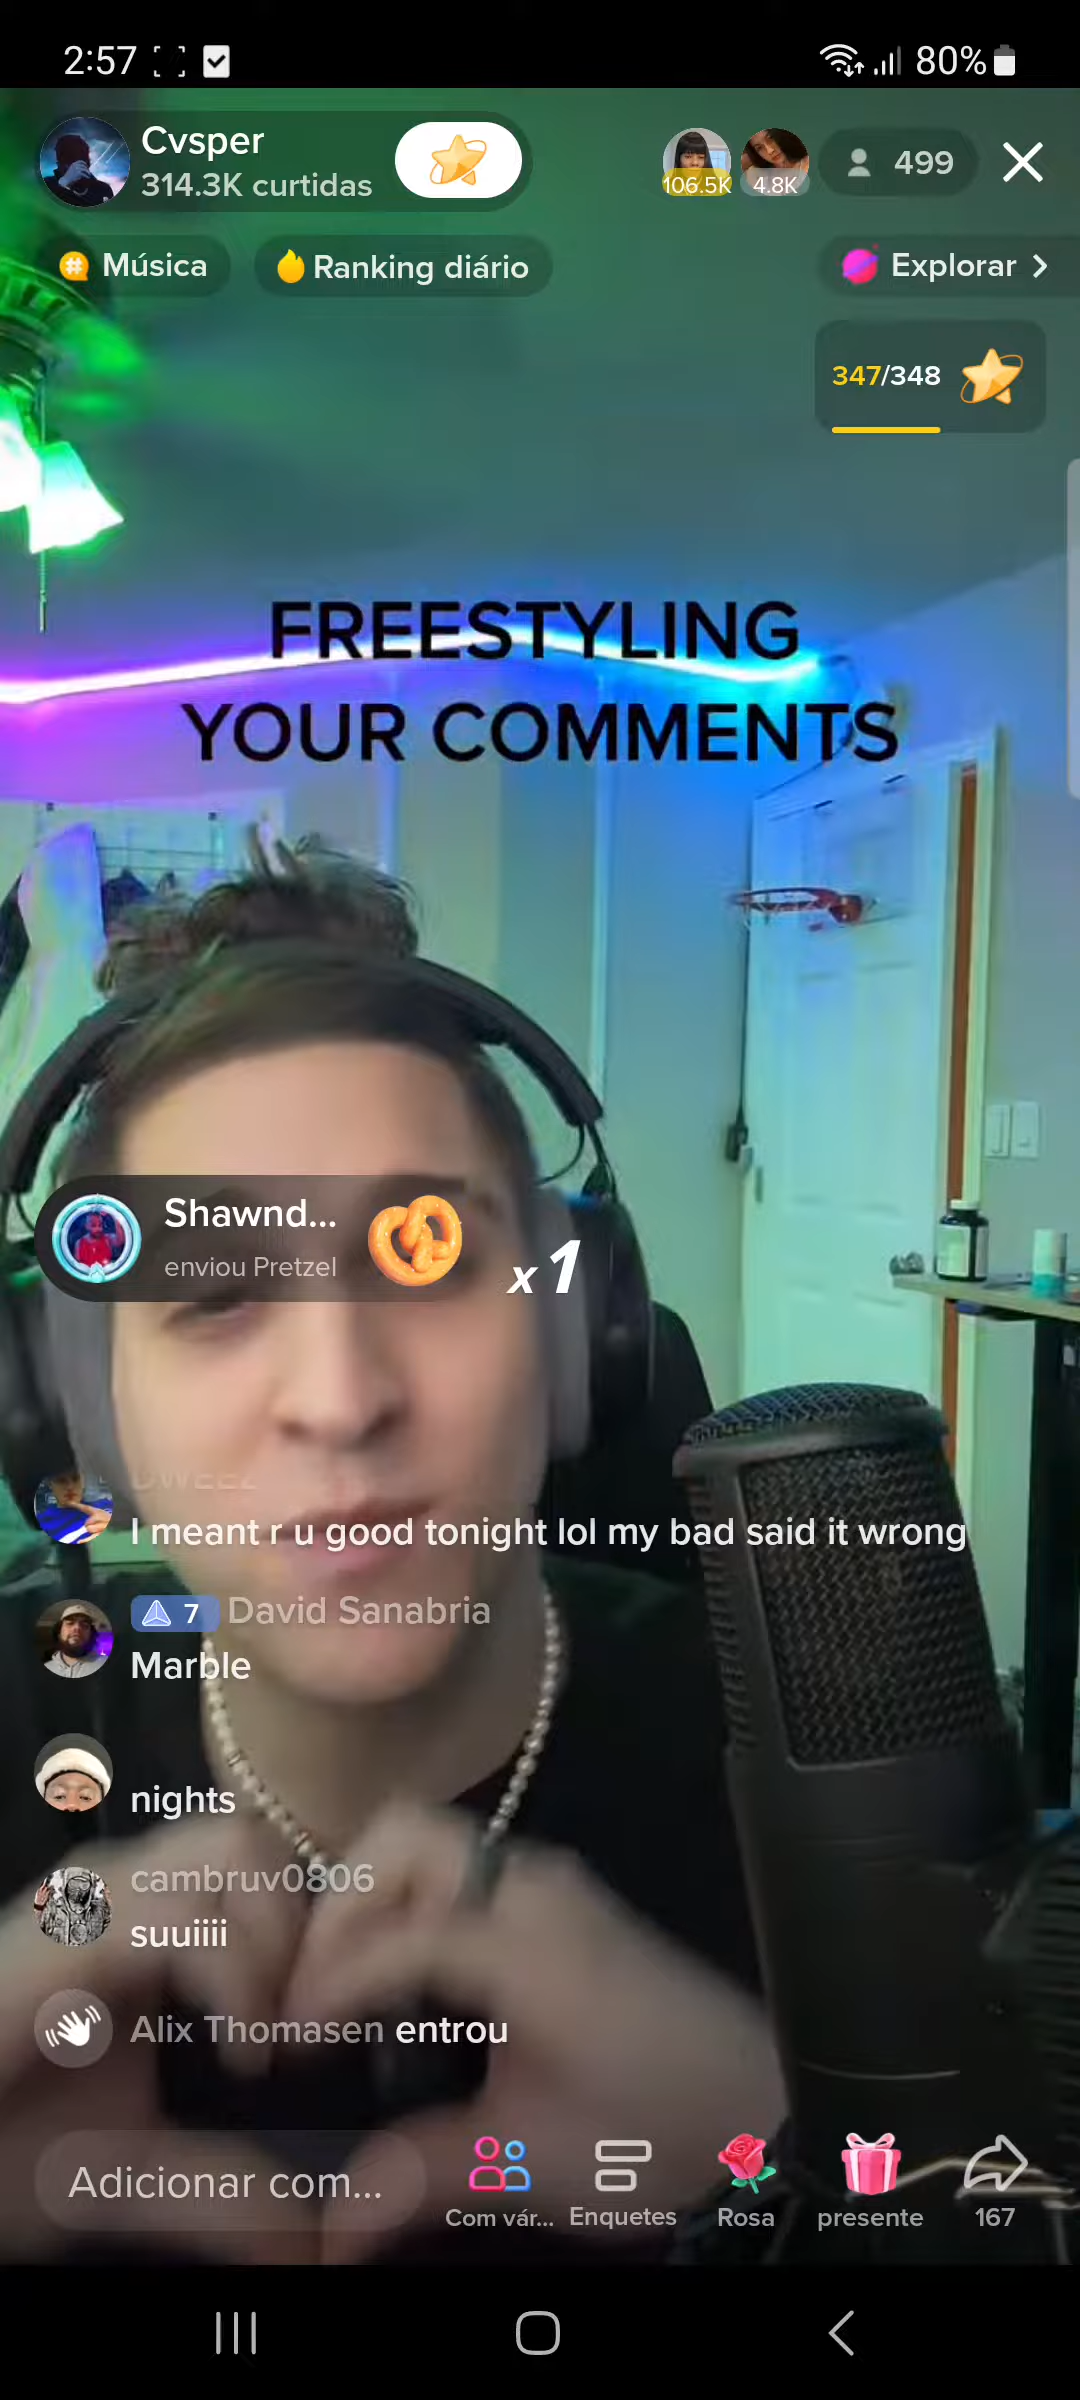 2:57
80%
Cvsper
314.3K curtidas
106.5K
4.8K
499
Música
Ranking diário
Explorar
347/348
FREESTYLING
YOUR COMMENTS
Shawnd...
enviou Pretzel
x1
I meant r u good tonight lol my bad said it wrong
7 David Sanabria
Marble
nights
cambruv0806
suuiiii
Alix Thomasen entrou
Adicionar com...
Com vár...
Enquetes
Rosa
presente
167